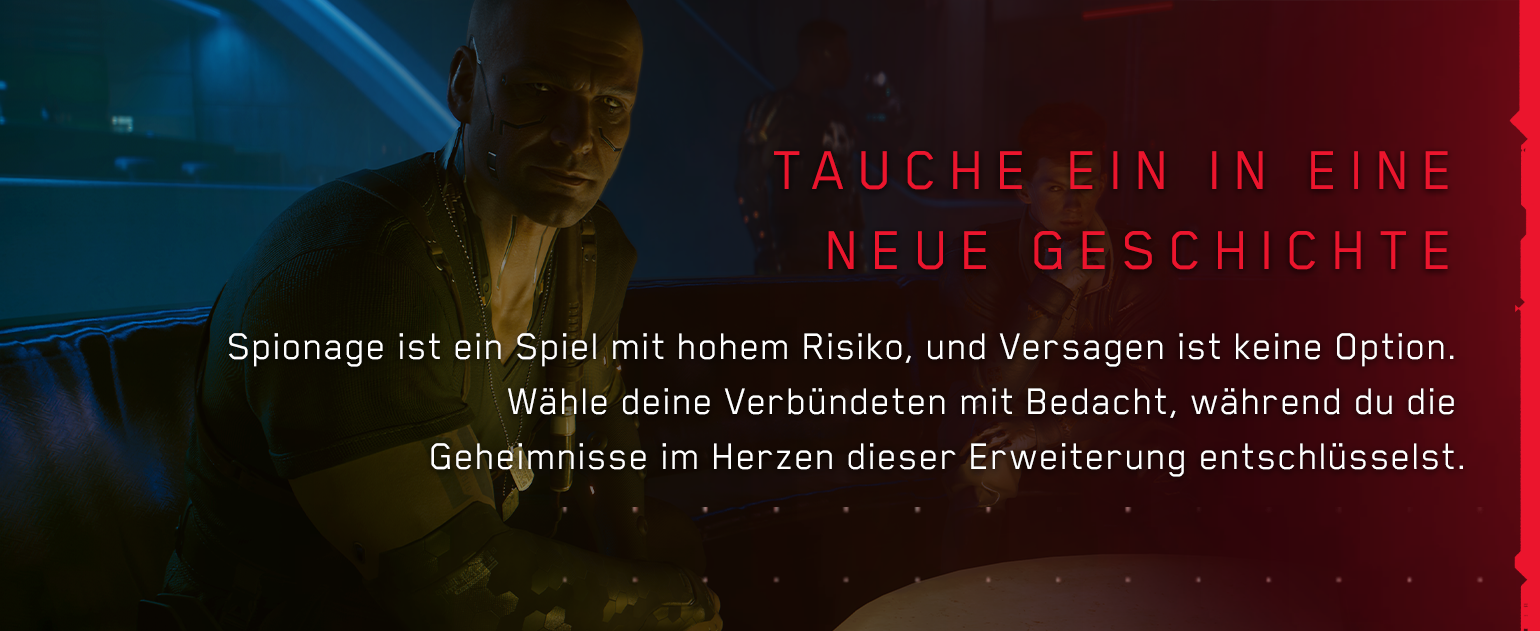 TAUCHE EIN IN EINE
NEUE GESCHICHTE
Spionage ist ein Spiel mit hohem Risiko, und Versagen ist keine Option.
Wähle deine Verbündeten mit Bedacht, während du die
Geheimnisse im Herzen dieser Erweiterung entschlüsselst.